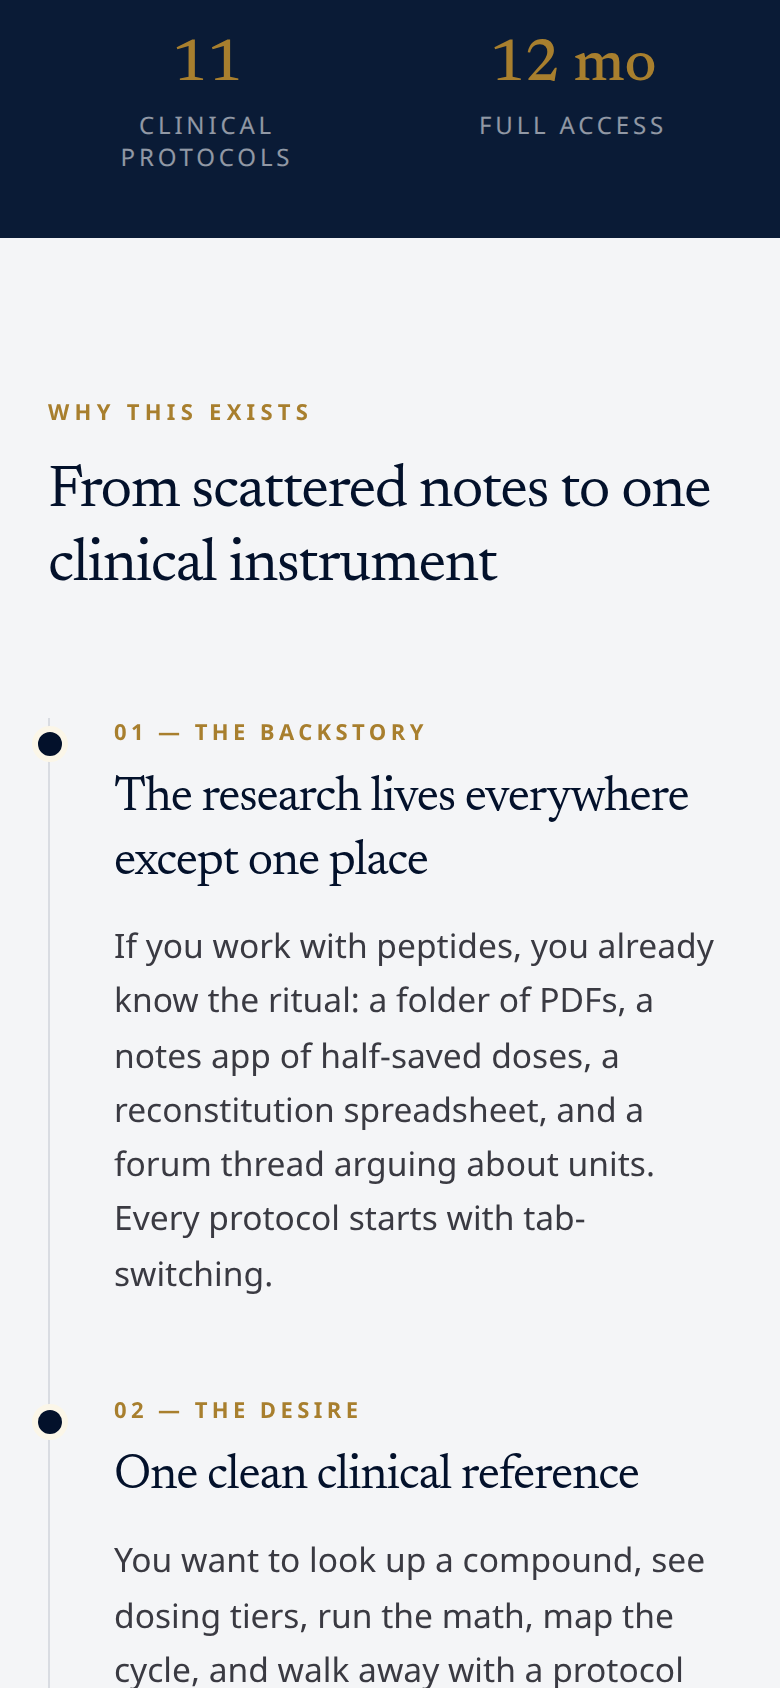 11
12 mo
CLINICAL
PROTOCOLS
FULL ACCESS
WHY THIS EXISTS
From scattered notes to one
clinical instrument
01 — THE BACKSTORY
The research lives everywhere
except one place
If you work with peptides, you already
know the ritual: a folder of PDFs, a
notes app of half-saved doses, a
reconstitution spreadsheet, and a
forum thread arguing about units.
Every protocol starts with tab-
switching.
02 — THE DESIRE
One clean clinical reference
You want to look up a compound, see
dosing tiers, run the math, map the
cycle, and walk away with a protocol